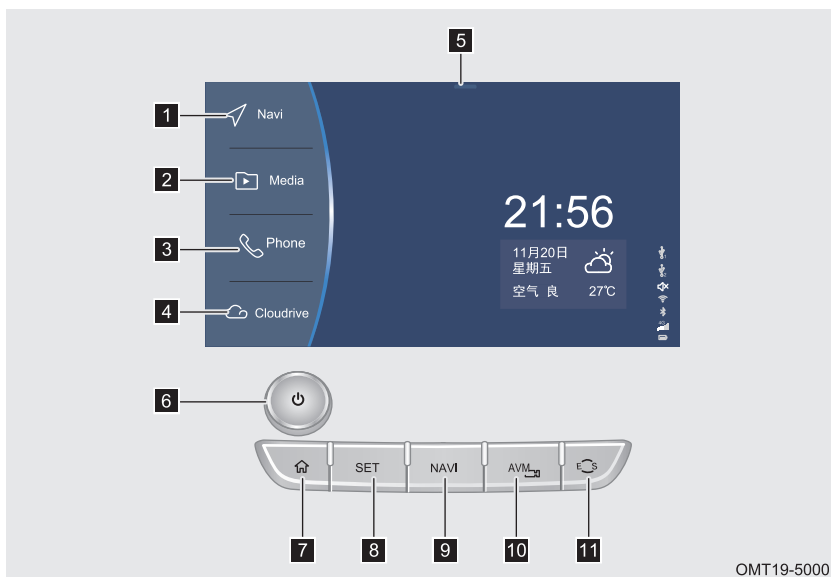 5
1
Navi
2
Media
3
Phone
4
Cloudrive
21:56
11月20日
星期五
空气 良 27℃
6
SET
NAVI
AVM
E S
7
8
9
10
11
OMT19-5000